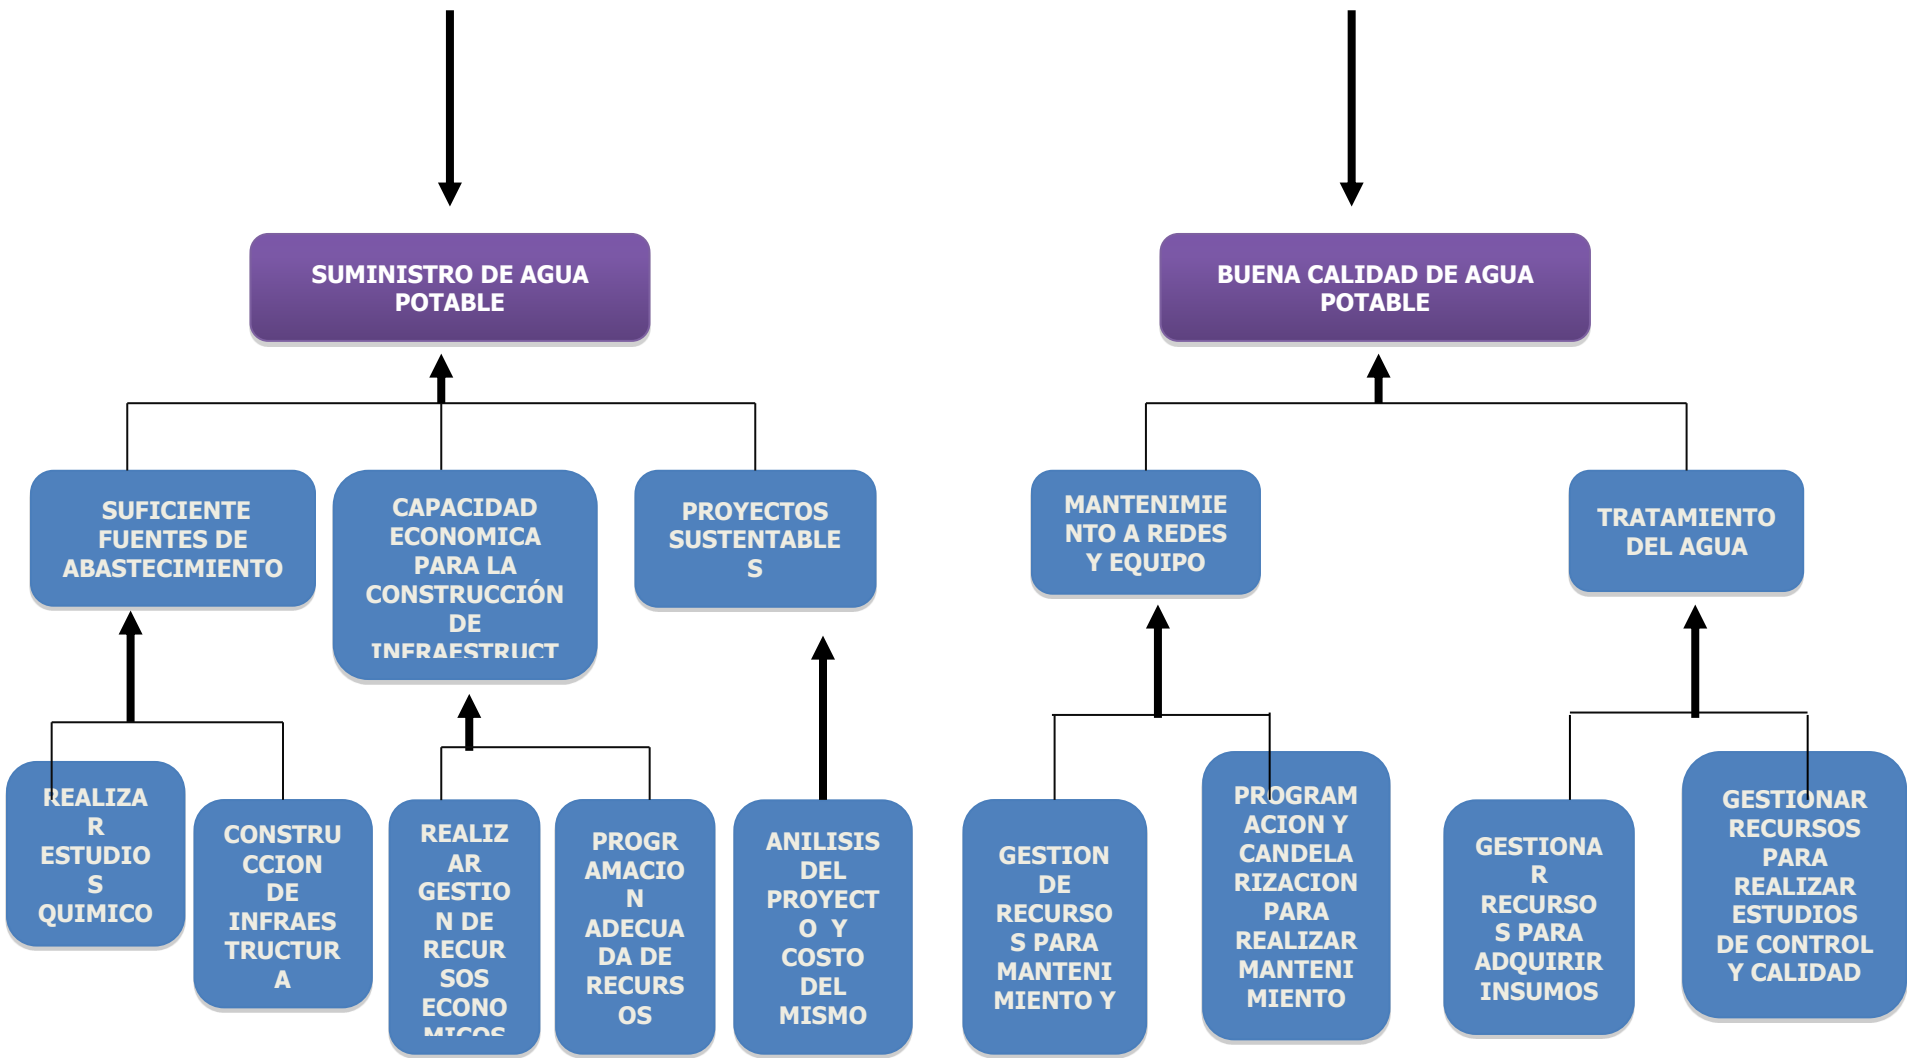 SUMINISTRO DE AGUA
POTABLE
BUENA CALIDAD DE AGUA
POTABLE
SUFICIENTE
FUENTES DE
ABASTECIMIENTO
CAPACIDAD
ECONOMICA
PARA LA
CONSTRUCCIÓN
DE
INFRAESTRUCT
PROYECTOS
SUSTENTABLE
S
MANTENIMIE
NTO A REDES
Y EQUIPO
TRATAMIENTO
DEL AGUA
REALIZA
R
ESTUDIO
S
QUIMICO
CONSTRU
CCION
DE
INFRAES
TRUCTUR
A
REALIZ
AR
GESTIO
N DE
RECUR
SOS
ECONO
MICOS
PROGR
AMACIO
N
ADECUA
DA DE
RECURS
OS
ANILISIS
DEL
PROYECT
O Y
COSTO
DEL
MISMO
GESTION
DE
RECURSO
S PARA
MANTENI
MIENTO Y
PROGRAM
ACION Y
CANDELA
RIZACION
PARA
REALIZAR
MANTENI
MIENTO
GESTIONA
R
RECURSO
S PARA
ADQUIRIR
INSUMOS
GESTIONAR
RECURSOS
PARA
REALIZAR
ESTUDIOS
DE CONTROL
Y CALIDAD